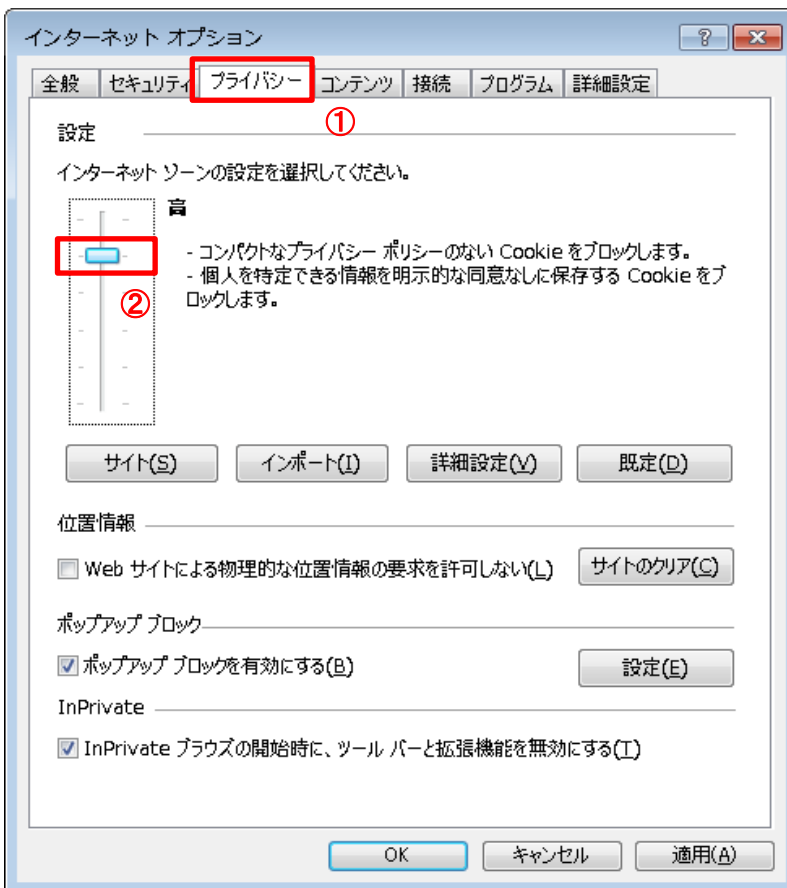 インターネット オプション
全般 セキュリティ プライバシー コンテンツ 接続 プログラム 詳細設定
①
設定
インターネット ゾーンの設定を選択してください。
高
- コンパクトなプライバシー ポリシーのない Cookie をブロックします。
- 個人を特定できる情報を明示的な同意なしに保存する Cookie をブ
ロックします。
②
サイト(S) インポート(I) 詳細設定(V) 既定(D)
位置情報
Web サイトによる物理的な位置情報の要求を許可しない(L) サイトのクリア(C)
ポップアップ ブロック
ポップアップ ブロックを有効にする(B) 設定(E)
InPrivate
InPrivate ブラウズの開始時に、ツール バーと拡張機能を無効にする(T)
OK キャンセル 適用(A)